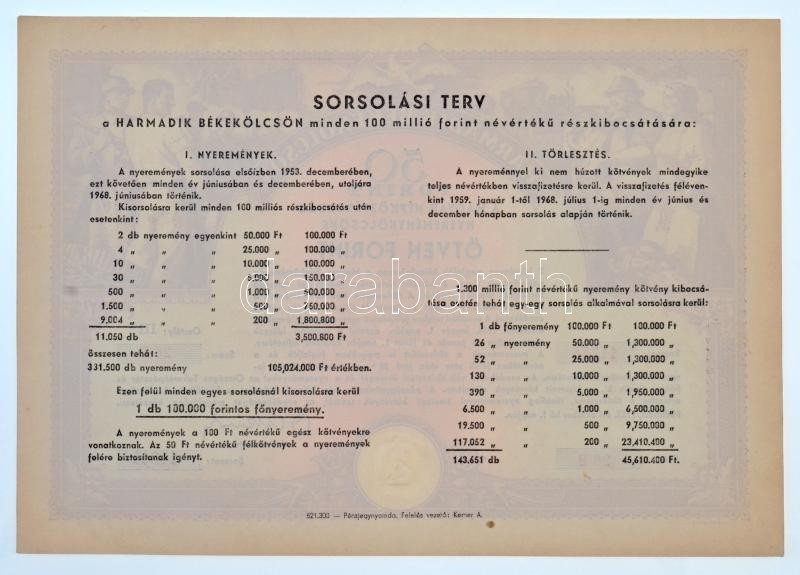 SORSOLÁSI TERV
a HARMADIK BÉKEKÖLCSÖN minden 100 millió forint névértékű részkibocsátására:
I. NYEREMÉNYEK.
A nyeremények sorsolása elsőízben 1953. decemberében,
ezt követően minden év júniusában és decemberében, utoljára
1968. júniusában történik.
Kisorsolásra kerül minden 100 milliós részkibocsátás után
esetenkint:
2 db nyeremény egyenkint 50.000 Ft 100.000 Ft
4 „ „ „ 25.000 „ 100.000 „
10 „ „ „ 10.000 „ 100.000 „
30 „ „ „ 5.000 „ 150.000 „
500 „ „ „ 1.000 „ 500.000 „
1.500 „ „ „ 500 „ 750.000 „
9.004 „ „ „ 200 „ 1,800.800 „
11.050 db 3,500.800 Ft
összesen tehát:
331.500 db nyeremény 105,024.000 Ft értékben.
Ezen felül minden egyes sorsolásnál kisorsolásra kerül
1 db 100.000 forintos főnyeremény.
A nyeremények a 100 Ft névértékű egész kötvényekre
vonatkoznak. Az 50 Ft névértékű félkötvények a nyeremények
felére biztosítanak igényt.
II. TÖRLESZTÉS.
A nyereménnyel ki nem húzott kötvények mindegyike
teljes névértékben visszafizetésre kerül. A visszafizetés féléven-
kint 1959. január 1-től 1968. július 1-ig minden év június és
december hónapban sorsolás alapján történik.
1,300 millió forint névértékű nyeremény kötvény kibocsá-
tása esetén tehát egy-egy sorsolás alkalmával sorsolásra kerül:
1 db főnyeremény 100.000 Ft 100.000 Ft
26 „ nyeremény 50.000 „ 1,300.000 „
52 „ „ 25.000 „ 1,300.000 „
130 „ „ 10.000 „ 1,300.000 „
390 „ „ 5.000 „ 1,950.000 „
6.500 „ „ 1.000 „ 6,500.000 „
19.500 „ „ 500 „ 9,750.000 „
117.052 „ „ 200 „ 23,410.400 „
143.651 db 45,610.400 Ft.
521.300 — Pénzjegynyomda. Felelős vezető: Kerner A.
darabanth